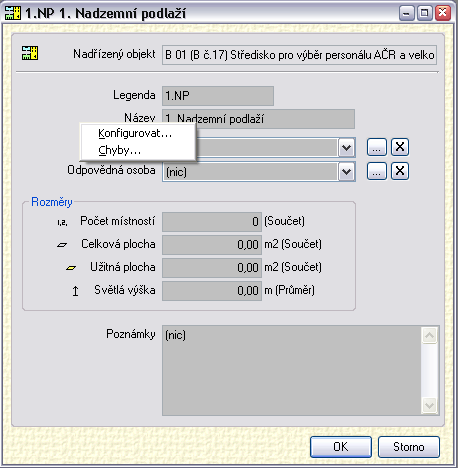 1.NP 1. Nadzemní podlaží
Nadřízený objekt B 01 (B č.17) Středisko pro výběr personálu AČR a velko
Legenda 1.NP
Název 1. Nadzemní podlaží
Konfigurovat...
Chyby...
... X
Odpovědná osoba (nic) ... X
Rozměry
1,2, Počet místností 0 (Součet)
Celková plocha 0,00 m2 (Součet)
Užitná plocha 0,00 m2 (Součet)
Světlá výška 0,00 m (Průměr)
Poznámky (nic)
OK Storno